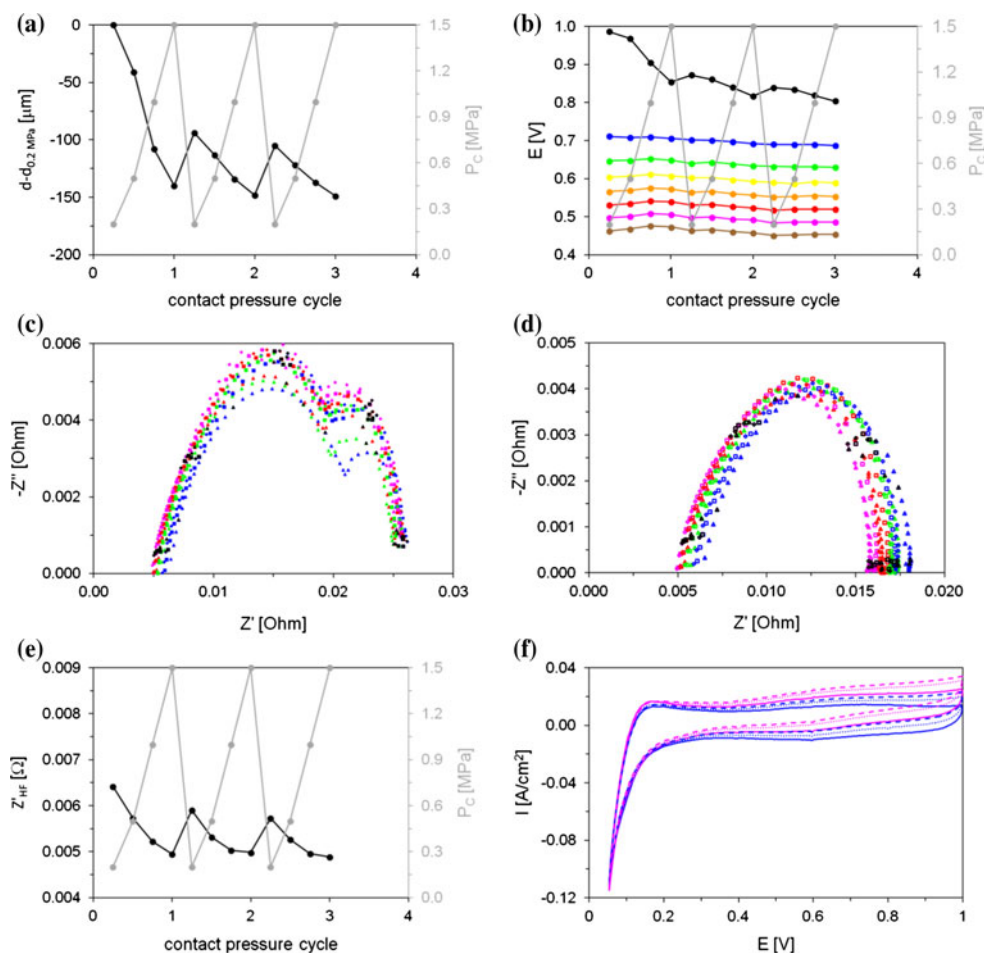 (a)
0
-50
-100
-150
-200
d-d0,2 MPa [µm]
1.5
1.2
0.9
0.6
0.3
0.0
PC [MPa]
0 1 2 3 4
contact pressure cycle
(b)
1.0
0.9
0.8
0.7
0.6
0.5
0.4
E [V]
1.5
1.2
0.9
0.6
0.3
0.0
PC [MPa]
0 1 2 3 4
contact pressure cycle
(c)
0.006
0.004
0.002
0.000
-Z'' [Ohm]
0.00 0.01 0.02 0.03
Z' [Ohm]
(d)
0.005
0.004
0.003
0.002
0.001
0.000
-Z'' [Ohm]
0.000 0.005 0.010 0.015 0.020
Z' [Ohm]
(e)
0.009
0.008
0.007
0.006
0.005
0.004
Z'HF [Ω]
1.5
1.2
0.9
0.6
0.3
0.0
PC [MPa]
0 1 2 3 4
contact pressure cycle
(f)
0.04
0.00
-0.04
-0.08
-0.12
I [A/cm²]
0 0.2 0.4 0.6 0.8 1
E [V]